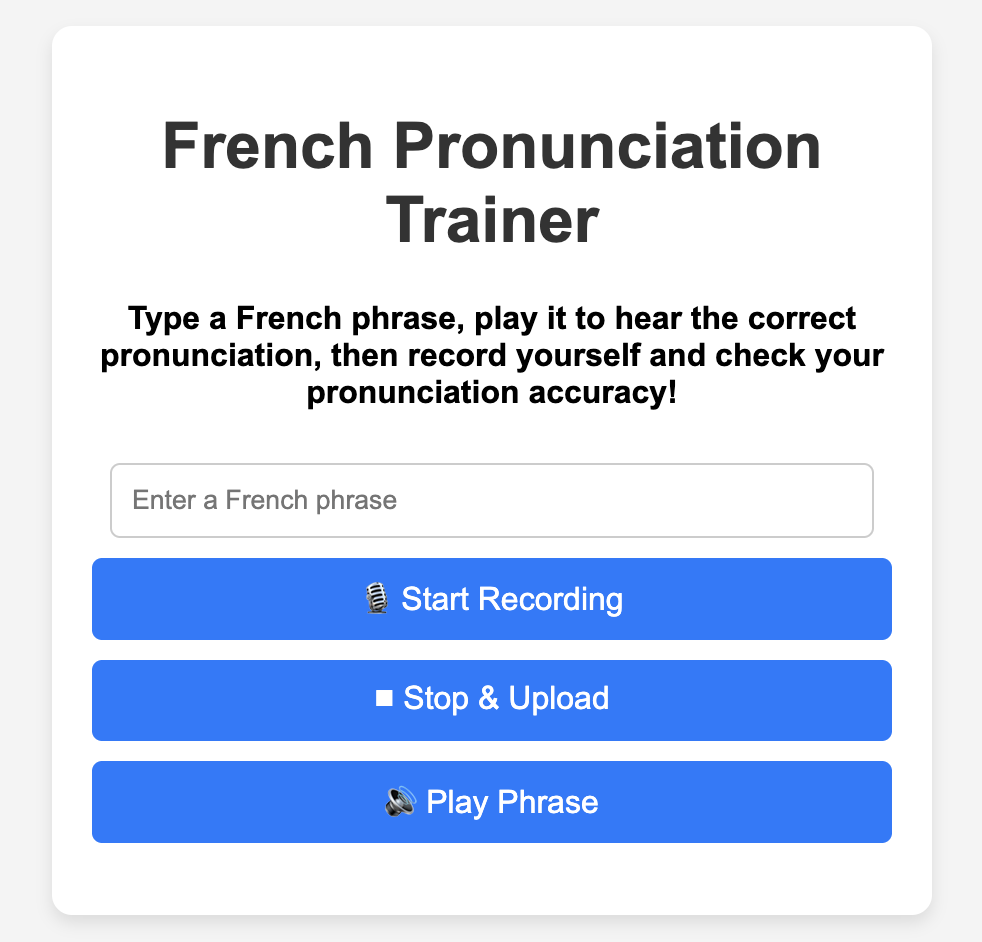 French Pronunciation
Trainer
Type a French phrase, play it to hear the correct
pronunciation, then record yourself and check your
pronunciation accuracy!
Enter a French phrase
🎙️ Start Recording
⏹ Stop & Upload
🔊 Play Phrase